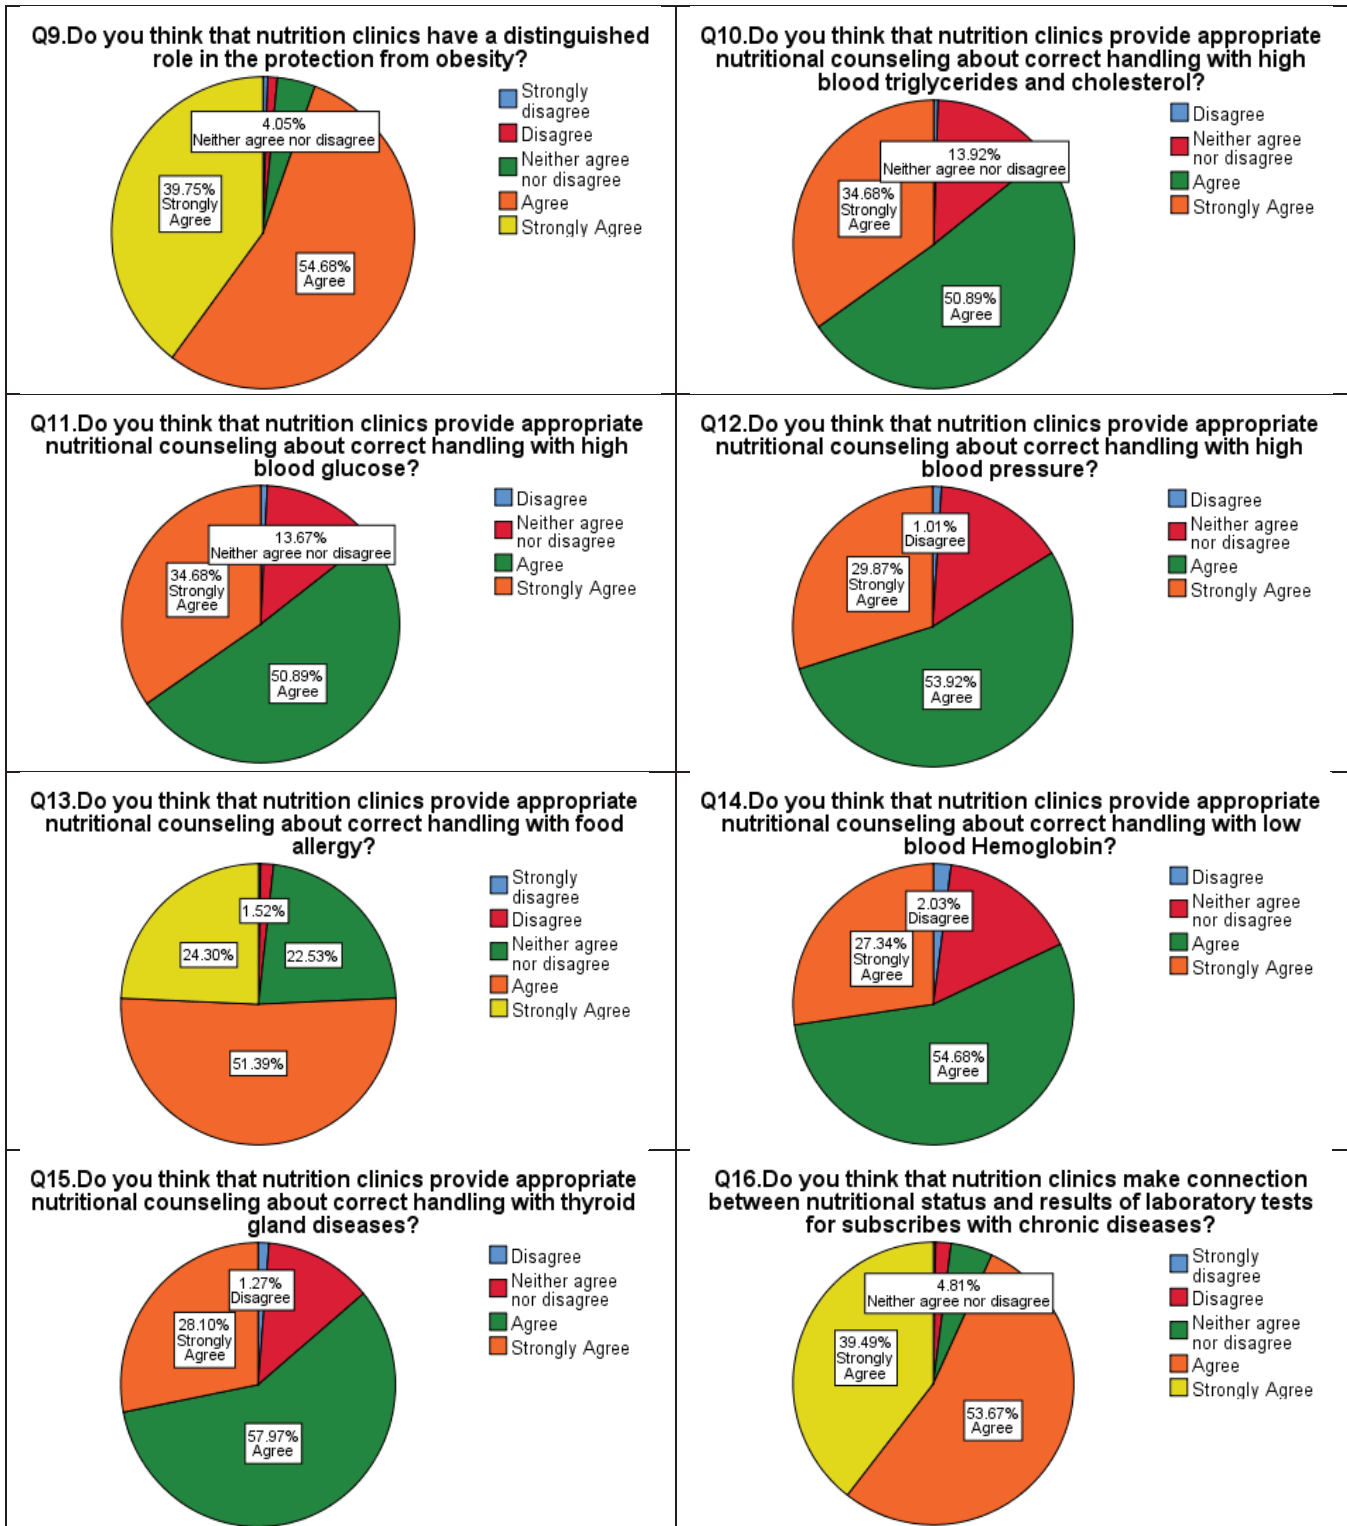 Q9.Do you think that nutrition clinics have a distinguished
role in the protection from obesity?
4.05%
Neither agree nor disagree
39.75%
Strongly
Agree
54.68%
Agree
Strongly
disagree
Disagree
Neither agree
nor disagree
Agree
Strongly Agree
Q10.Do you think that nutrition clinics provide appropriate
nutritional counseling about correct handling with high
blood triglycerides and cholesterol?
13.92%
Neither agree nor disagree
34.68%
Strongly
Agree
50.89%
Agree
Disagree
Neither agree
nor disagree
Agree
Strongly Agree
Q11.Do you think that nutrition clinics provide appropriate
nutritional counseling about correct handling with high
blood glucose?
13.67%
Neither agree nor disagree
34.68%
Strongly
Agree
50.89%
Agree
Disagree
Neither agree
nor disagree
Agree
Strongly Agree
Q12.Do you think that nutrition clinics provide appropriate
nutritional counseling about correct handling with high
blood pressure?
1.01%
Disagree
29.87%
Strongly
Agree
53.92%
Agree
Disagree
Neither agree
nor disagree
Agree
Strongly Agree
Q13.Do you think that nutrition clinics provide appropriate
nutritional counseling about correct handling with food
allergy?
1.52%
24.30%
22.53%
51.39%
Strongly
disagree
Disagree
Neither agree
nor disagree
Agree
Strongly Agree
Q14.Do you think that nutrition clinics provide appropriate
nutritional counseling about correct handling with low
blood Hemoglobin?
2.03%
Disagree
27.34%
Strongly
Agree
54.68%
Agree
Disagree
Neither agree
nor disagree
Agree
Strongly Agree
Q15.Do you think that nutrition clinics provide appropriate
nutritional counseling about correct handling with thyroid
gland diseases?
1.27%
Disagree
28.10%
Strongly
Agree
57.97%
Agree
Disagree
Neither agree
nor disagree
Agree
Strongly Agree
Q16.Do you think that nutrition clinics make connection
between nutritional status and results of laboratory tests
for subscribes with chronic diseases?
4.81%
Neither agree nor disagree
39.49%
Strongly
Agree
53.67%
Agree
Strongly
disagree
Disagree
Neither agree
nor disagree
Agree
Strongly Agree